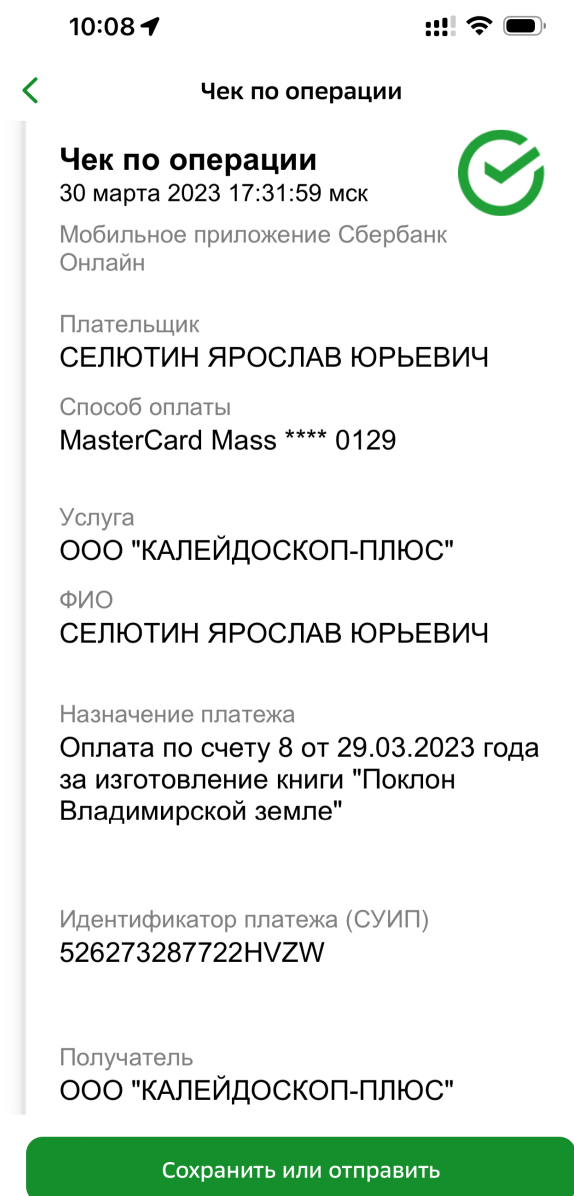 10:08
Чек по операции
Чек по операции
30 марта 2023 17:31:59 мск
Мобильное приложение Сбербанк
Онлайн
Плательщик
СЕЛЮТИН ЯРОСЛАВ ЮРЬЕВИЧ
Способ оплаты
MasterCard Mass **** 0129
Услуга
ООО "КАЛЕЙДОСКОП-ПЛЮС"
ФИО
СЕЛЮТИН ЯРОСЛАВ ЮРЬЕВИЧ
Назначение платежа
Оплата по счету 8 от 29.03.2023 года
за изготовление книги "Поклон
Владимирской земле"
Идентификатор платежа (СУИП)
526273287722HVZW
Получатель
ООО "КАЛЕЙДОСКОП-ПЛЮС"
Сохранить или отправить